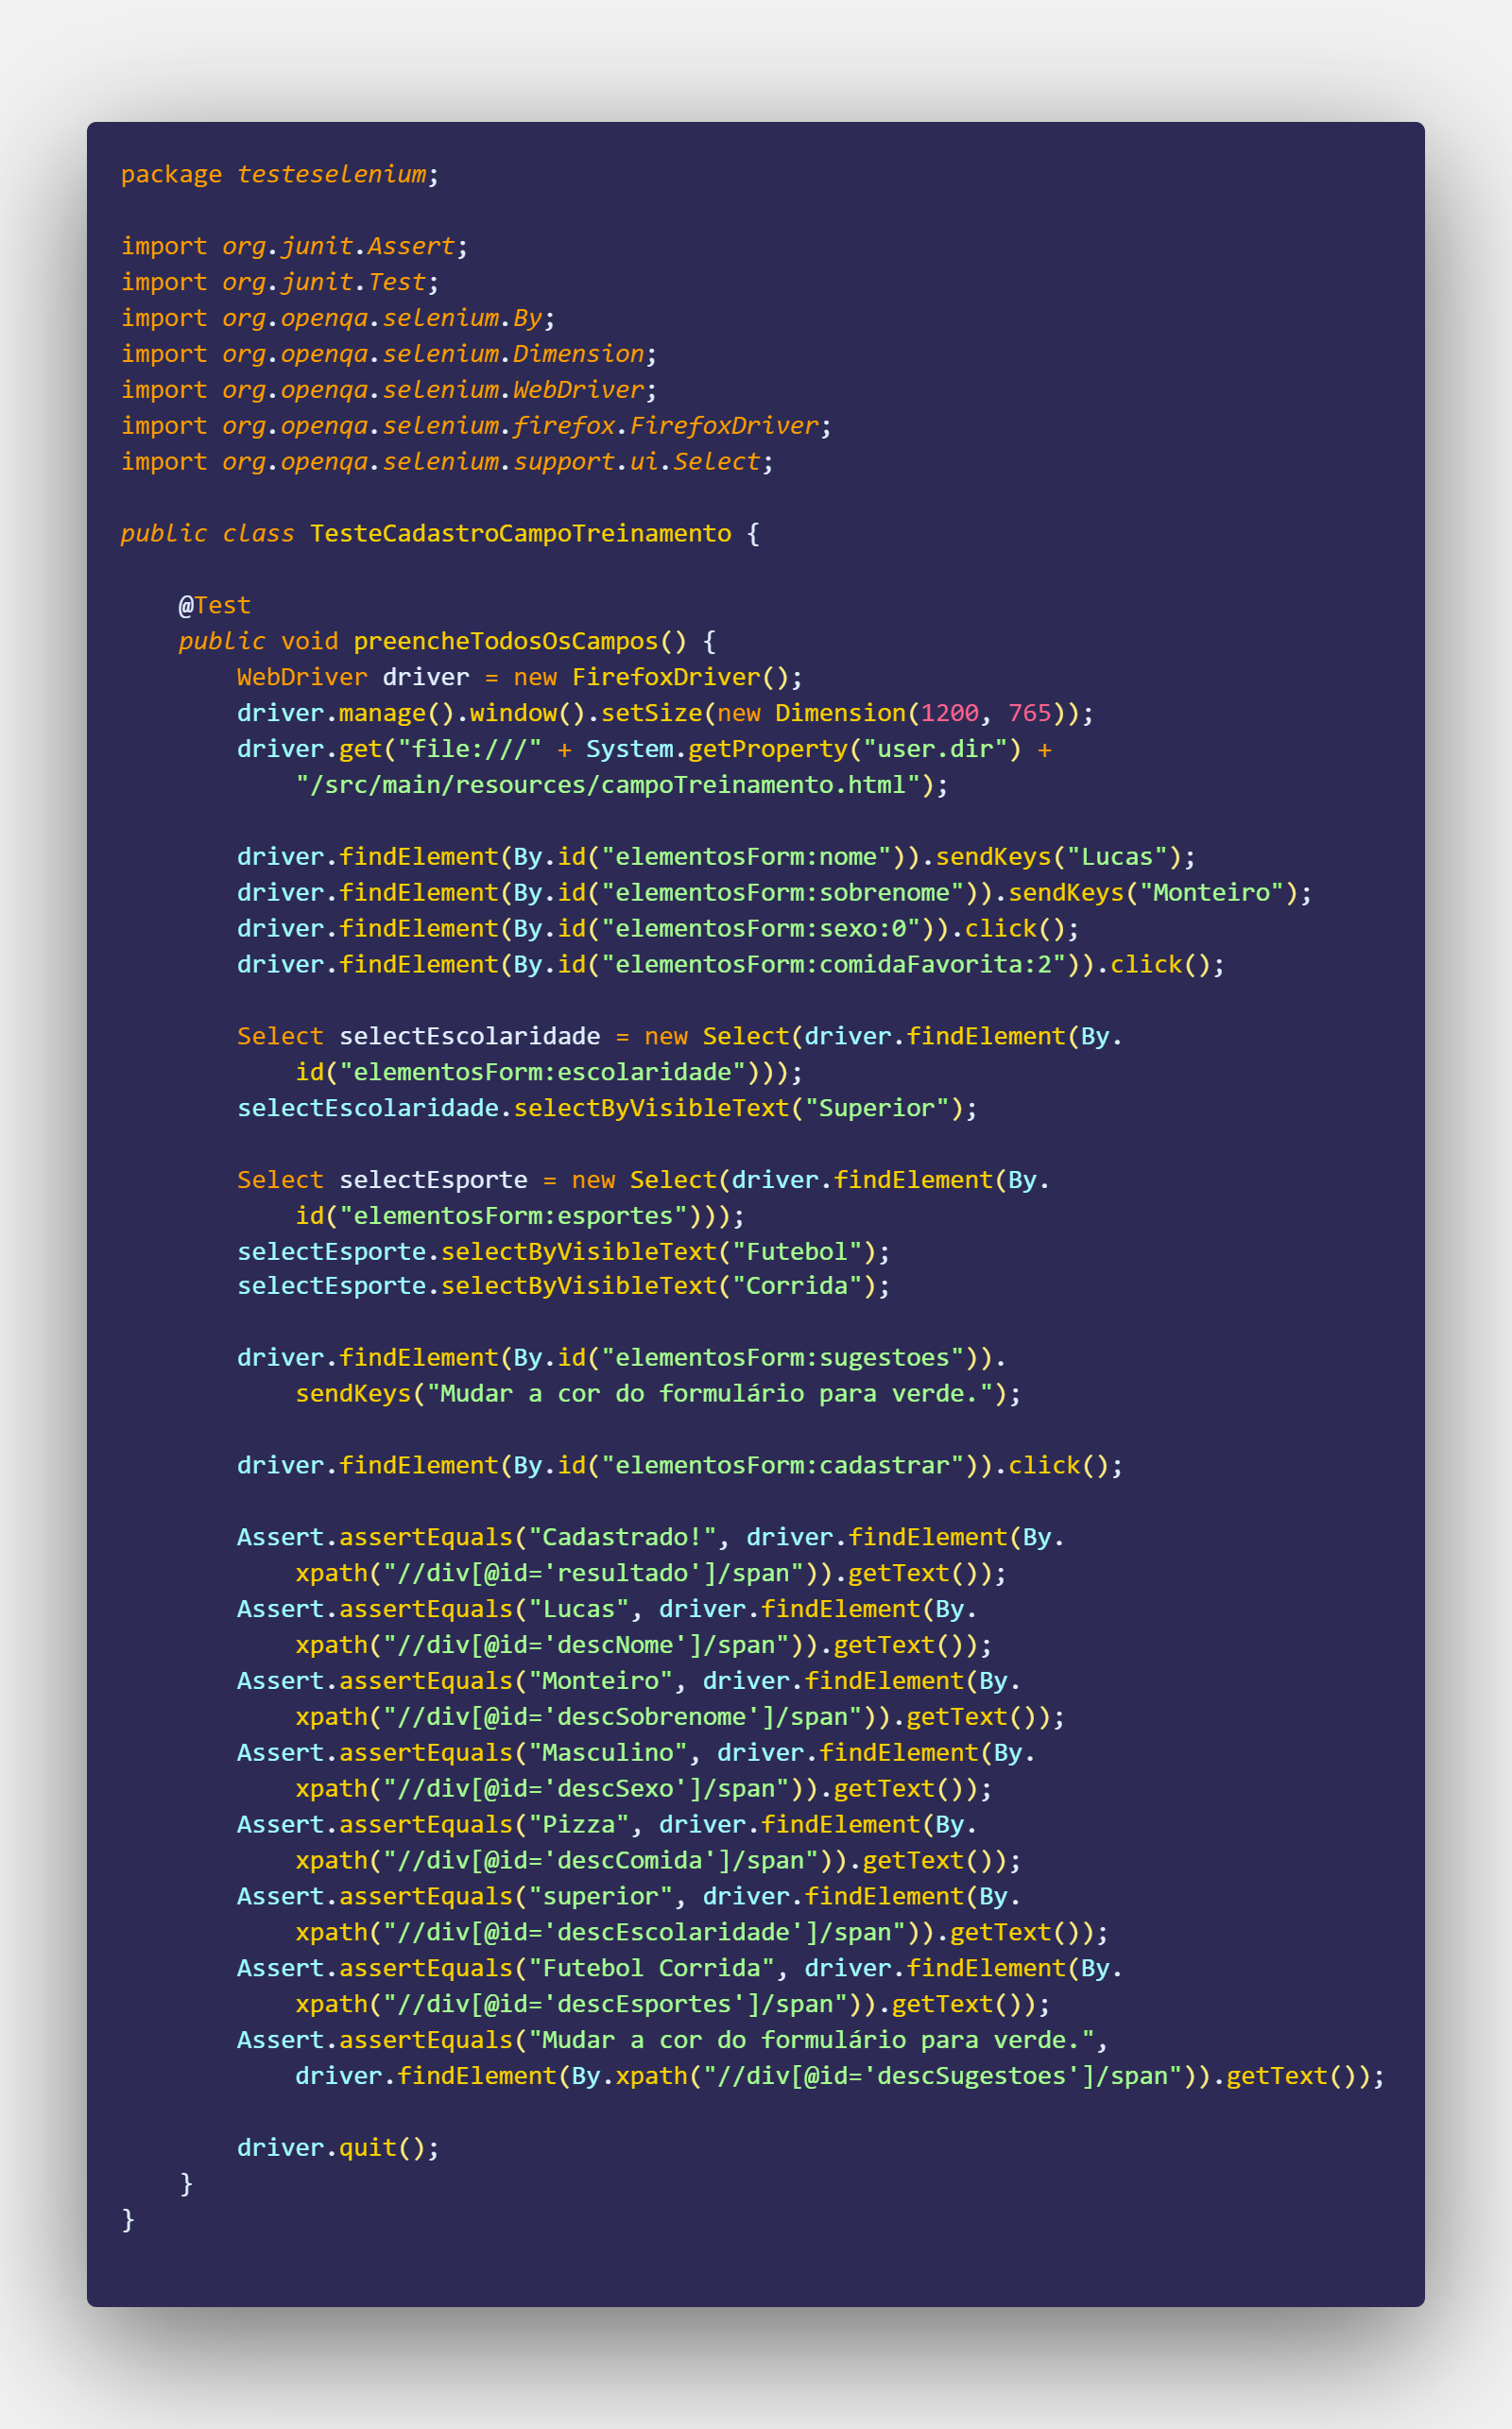 package testeselenium;

import org.junit.Assert;
import org.junit.Test;
import org.openqa.selenium.By;
import org.openqa.selenium.Dimension;
import org.openqa.selenium.WebDriver;
import org.openqa.selenium.firefox.FirefoxDriver;
import org.openqa.selenium.support.ui.Select;

public class TesteCadastroCampoTreinamento {

    @Test
    public void preencheTodosOsCampos() {
        WebDriver driver = new FirefoxDriver();
        driver.manage().window().setSize(new Dimension(1200, 765));
        driver.get("file:///" + System.getProperty("user.dir") +
            "/src/main/resources/campoTreinamento.html");

        driver.findElement(By.id("elementosForm:nome")).sendKeys("Lucas");
        driver.findElement(By.id("elementosForm:sobrenome")).sendKeys("Monteiro");
        driver.findElement(By.id("elementosForm:sexo:0")).click();
        driver.findElement(By.id("elementosForm:comidaFavorita:2")).click();

        Select selectEscolaridade = new Select(driver.findElement(By.
            id("elementosForm:escolaridade")));
        selectEscolaridade.selectByVisibleText("Superior");

        Select selectEsporte = new Select(driver.findElement(By.
            id("elementosForm:esportes")));
        selectEsporte.selectByVisibleText("Futebol");
        selectEsporte.selectByVisibleText("Corrida");

        driver.findElement(By.id("elementosForm:sugestoes")).
            sendKeys("Mudar a cor do formulário para verde.");

        driver.findElement(By.id("elementosForm:cadastrar")).click();

        Assert.assertEquals("Cadastrado!", driver.findElement(By.
            xpath("//div[@id='resultado']/span")).getText());
        Assert.assertEquals("Lucas", driver.findElement(By.
            xpath("//div[@id='descNome']/span")).getText());
        Assert.assertEquals("Monteiro", driver.findElement(By.
            xpath("//div[@id='descSobrenome']/span")).getText());
        Assert.assertEquals("Masculino", driver.findElement(By.
            xpath("//div[@id='descSexo']/span")).getText());
        Assert.assertEquals("Pizza", driver.findElement(By.
            xpath("//div[@id='descComida']/span")).getText());
        Assert.assertEquals("superior", driver.findElement(By.
            xpath("//div[@id='descEscolaridade']/span")).getText());
        Assert.assertEquals("Futebol Corrida", driver.findElement(By.
            xpath("//div[@id='descEsportes']/span")).getText());
        Assert.assertEquals("Mudar a cor do formulário para verde.",
            driver.findElement(By.xpath("//div[@id='descSugestoes']/span")).getText());

        driver.quit();
    }
}